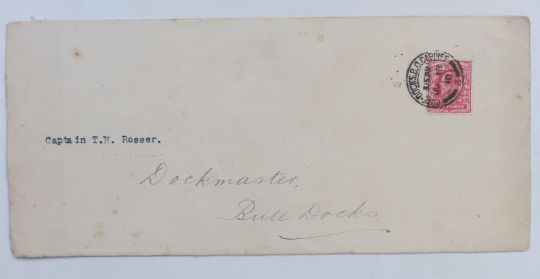 Captain T.H. Rosser.
Dockmaster,
Bute Docks.